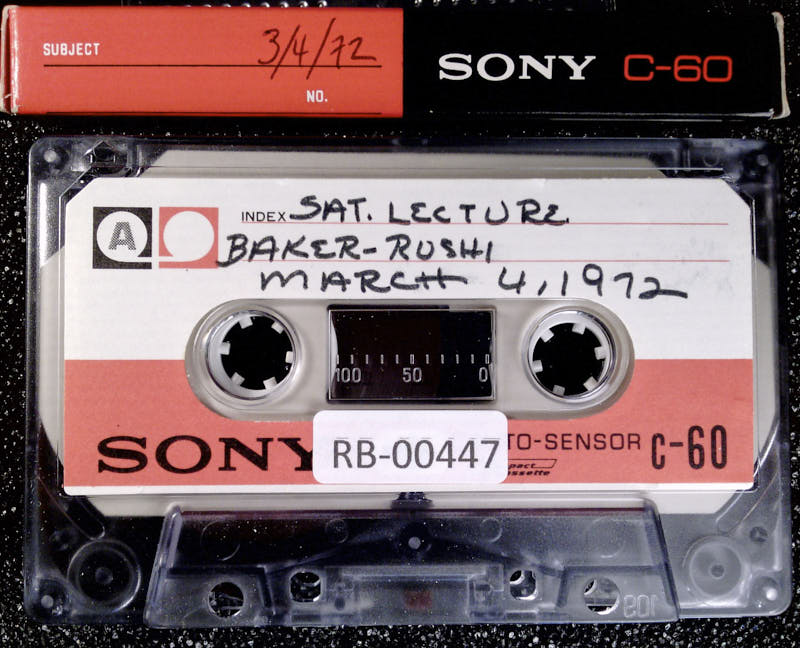 SUBJECT 3/4/72
NO.
SONY C-60
A
INDEX SAT. LECTURE
BAKER-ROSHI
MARCH 4, 1972
100 50 0
SONY TO-SENSOR C-60
RB-00447